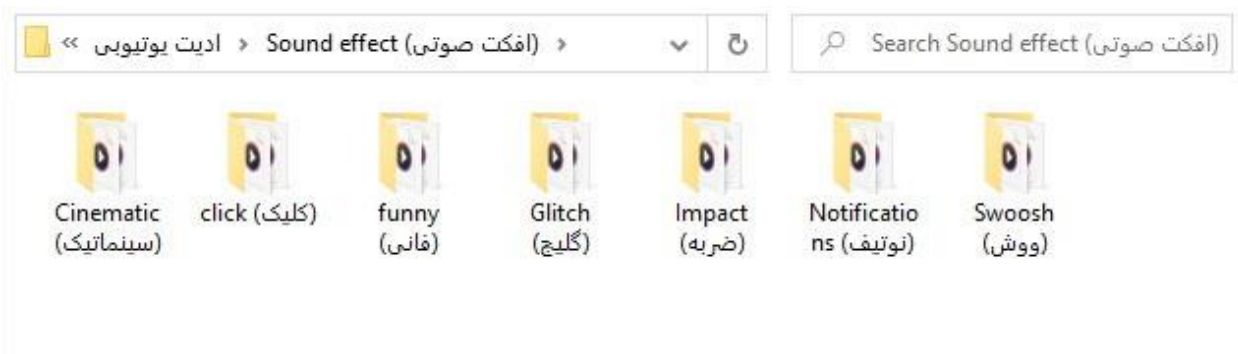 « ادیت یوتیوبی › Sound effect (افکت صوتی) ›
Search Sound effect (افکت صوتی)
Cinematic
(سینماتیک)
click (کلیک)
funny
(فانی)
Glitch
(گلیچ)
Impact
(ضربه)
Notificatio
ns (نوتیف)
Swoosh
(ووش)